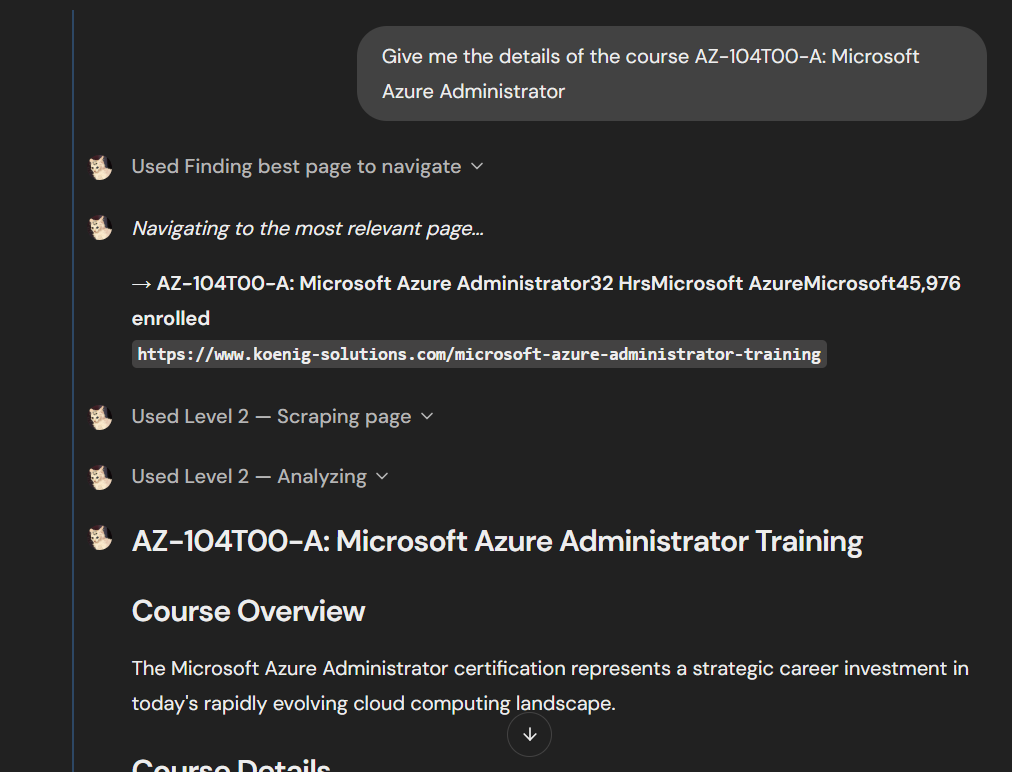 Give me the details of the course AZ-104T00-A: Microsoft
Azure Administrator
Used Finding best page to navigate
Navigating to the most relevant page...
→ AZ-104T00-A: Microsoft Azure Administrator32 HrsMicrosoft AzureMicrosoft45,976
enrolled
https://www.koenig-solutions.com/microsoft-azure-administrator-training
Used Level 2 — Scraping page
Used Level 2 — Analyzing
AZ-104T00-A: Microsoft Azure Administrator Training
Course Overview
The Microsoft Azure Administrator certification represents a strategic career investment in
today's rapidly evolving cloud computing landscape.
Course Details